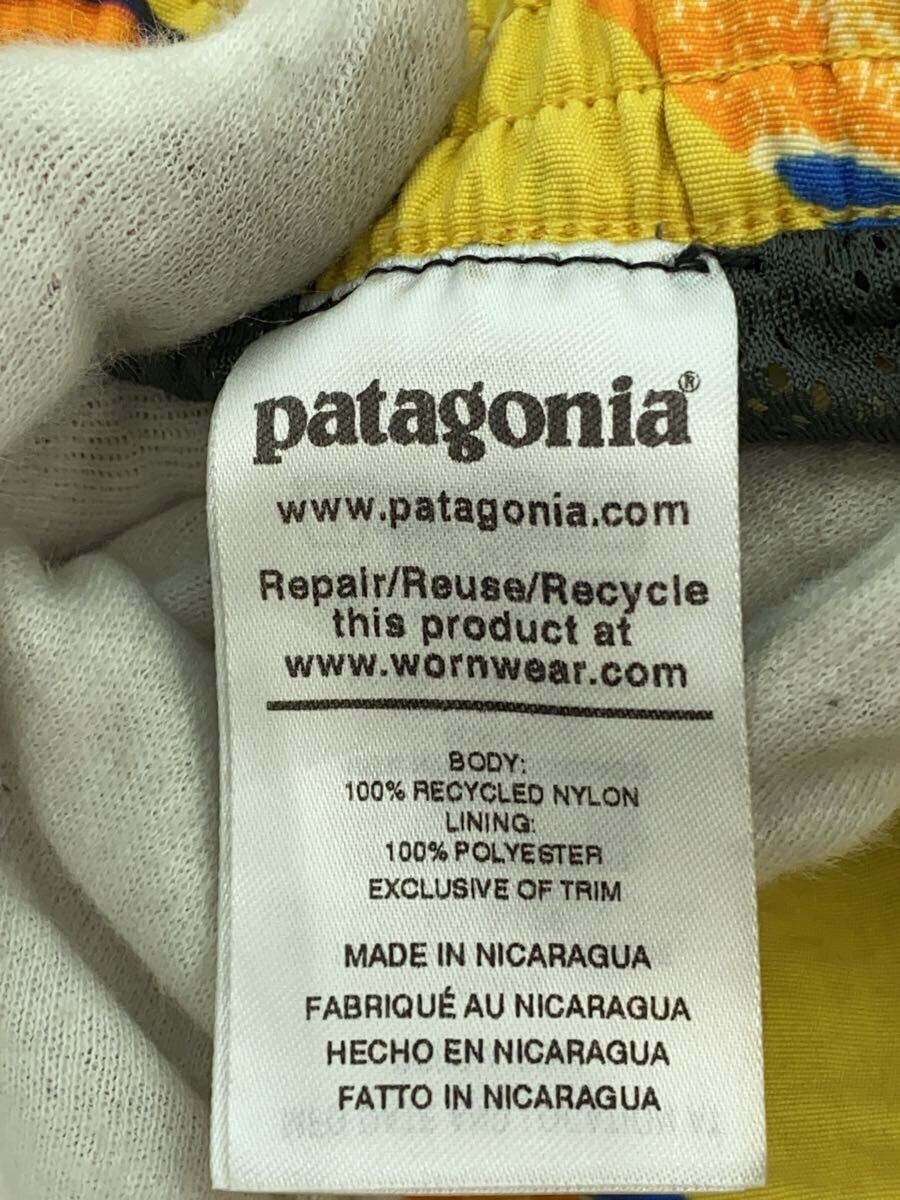 patagonia®
www.patagonia.com
Repair/Reuse/Recycle
this product at
www.wornwear.com
BODY:
100% RECYCLED NYLON
LINING:
100% POLYESTER
EXCLUSIVE OF TRIM
MADE IN NICARAGUA
FABRIQUÉ AU NICARAGUA
HECHO EN NICARAGUA
FATTO IN NICARAGUA